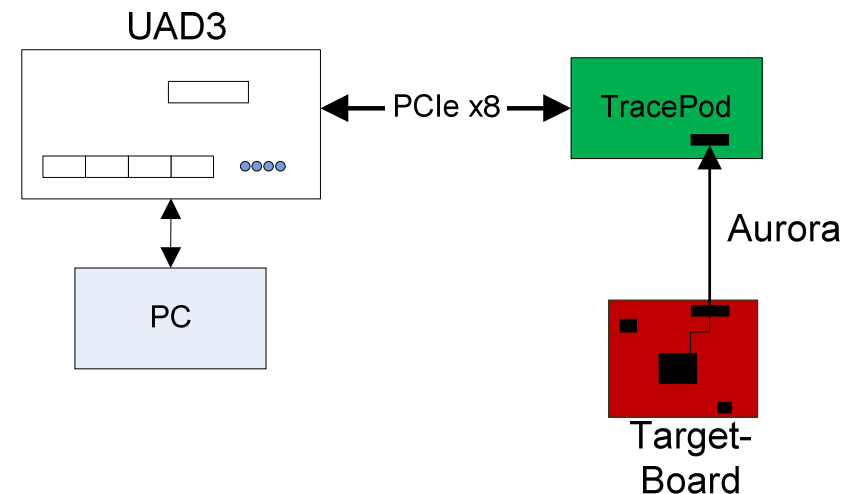 UAD3
PCIe x8
TracePod
Aurora
PC
Target-
Board